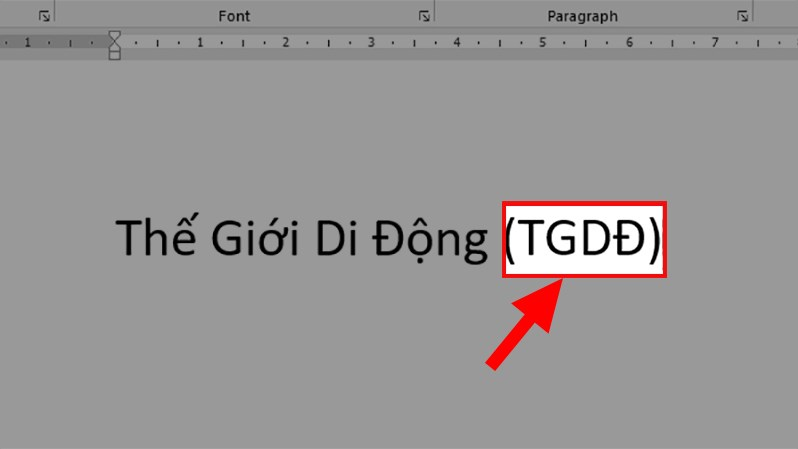 Font Paragraph
1 1 2 3 4 5 6 7
Thế Giới Di Động (TGDĐ)